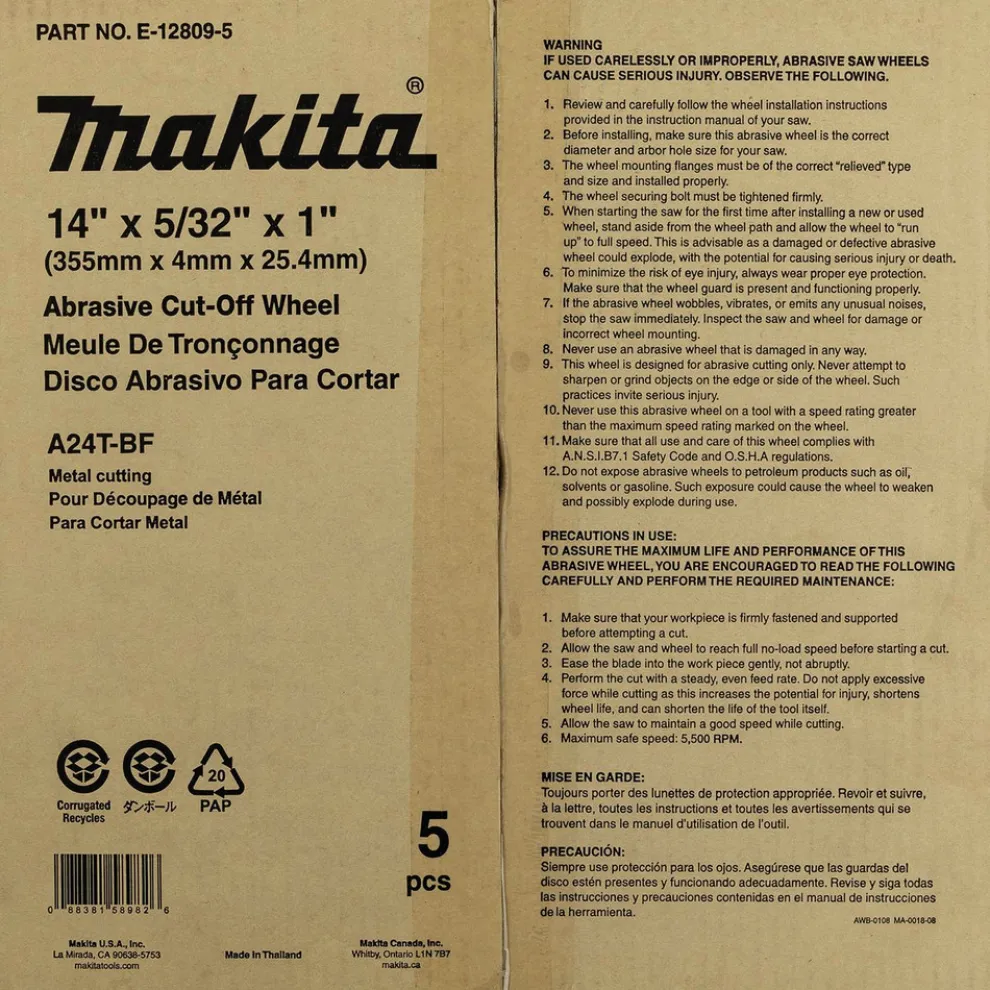 PART NO. E-12809-5
makita®
14" x 5/32" x 1"
(355mm x 4mm x 25.4mm)
Abrasive Cut-Off Wheel
Meule De Tronçonnage
Disco Abrasivo Para Cortar
A24T-BF
Metal cutting
Pour Découpage de Métal
Para Cortar Metal
Corrugated
Recycles
ダンボール
20
PAP
5
pcs
0 88381 58982 6
Makita U.S.A., Inc.
La Mirada, CA 90638-5753
makitatools.com
Made In Thailand
Makita Canada, Inc.
Whitby, Ontario L1N 7B7
makita.ca
WARNING
IF USED CARELESSLY OR IMPROPERLY, ABRASIVE SAW WHEELS
CAN CAUSE SERIOUS INJURY. OBSERVE THE FOLLOWING.
1. Review and carefully follow the wheel installation instructions
provided in the instruction manual of your saw.
2. Before installing, make sure this abrasive wheel is the correct
diameter and arbor hole size for your saw.
3. The wheel mounting flanges must be of the correct “relieved” type
and size and installed properly.
4. The wheel securing bolt must be tightened firmly.
5. When starting the saw for the first time after installing a new or used
wheel, stand aside from the wheel path and allow the wheel to “run
up” to full speed. This is advisable as a damaged or defective abrasive
wheel could explode, with the potential for causing serious injury or death.
6. To minimize the risk of eye injury, always wear proper eye protection.
Make sure that the wheel guard is present and functioning properly.
7. If the abrasive wheel wobbles, vibrates, or emits any unusual noises,
stop the saw immediately. Inspect the saw and wheel for damage or
incorrect wheel mounting.
8. Never use an abrasive wheel that is damaged in any way.
9. This wheel is designed for abrasive cutting only. Never attempt to
sharpen or grind objects on the edge or side of the wheel. Such
practices invite serious injury.
10. Never use this abrasive wheel on a tool with a speed rating greater
than the maximum speed rating marked on the wheel.
11. Make sure that all use and care of this wheel complies with
A.N.S.I.B7.1 Safety Code and O.S.H.A regulations.
12. Do not expose abrasive wheels to petroleum products such as oil,
solvents or gasoline. Such exposure could cause the wheel to weaken
and possibly explode during use.
PRECAUTIONS IN USE:
TO ASSURE THE MAXIMUM LIFE AND PERFORMANCE OF THIS
ABRASIVE WHEEL, YOU ARE ENCOURAGED TO READ THE FOLLOWING
CAREFULLY AND PERFORM THE REQUIRED MAINTENANCE:
1. Make sure that your workpiece is firmly fastened and supported
before attempting a cut.
2. Allow the saw and wheel to reach full no-load speed before starting a cut.
3. Ease the blade into the work piece gently, not abruptly.
4. Perform the cut with a steady, even feed rate. Do not apply excessive
force while cutting as this increases the potential for injury, shortens
wheel life, and can shorten the life of the tool itself.
5. Allow the saw to maintain a good speed while cutting.
6. Maximum safe speed: 5,500 RPM.
MISE EN GARDE:
Toujours porter des lunettes de protection appropriée. Revoir et suivre,
à la lettre, toutes les instructions et toutes les avertissements qui se
trouvent dans le manuel d'utilisation de l'outil.
PRECAUCIÓN:
Siempre use protección para los ojos. Asegúrese que las guardas del
disco estén presentes y funcionando adecuadamente. Revise y siga todas
las instrucciones y precauciones contenidas en el manual de instrucciones
de la herramienta.
AWB-0108 MA-0018-08